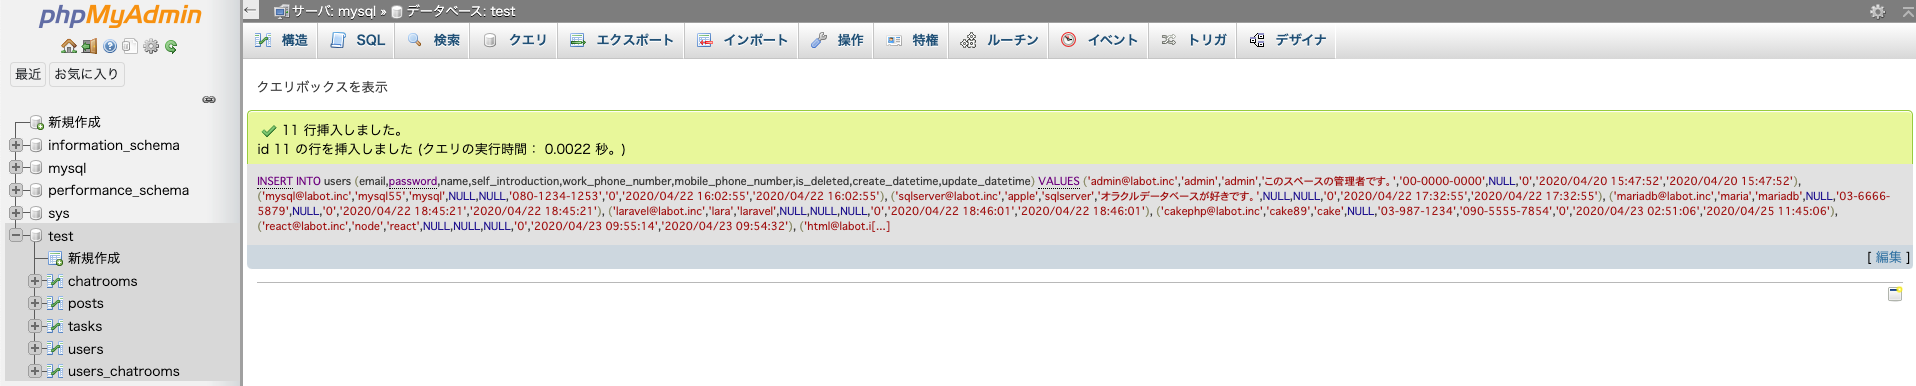 phpMyAdmin
最近 お気に入り
新規作成
information_schema
mysql
performance_schema
sys
test
新規作成
chatrooms
posts
tasks
users
users_chatrooms
サーバ: mysql » データベース: test
構造 SQL 検索 クエリ エクスポート インポート 操作 特権 ルーチン イベント トリガ デザイナ
クエリボックスを表示
11 行挿入しました。
id 11 の行を挿入しました (クエリの実行時間： 0.0022 秒。)
INSERT INTO users (email,password,name,self_introduction,work_phone_number,mobile_phone_number,is_deleted,create_datetime,update_datetime) VALUES ('admin@labot.inc','admin','admin','このスペースの管理者です。','00-0000-0000',NULL,'0','2020/04/20 15:47:52','2020/04/20 15:47:52'),
('mysql@labot.inc','mysql55','mysql',NULL,NULL,'080-1234-1253','0','2020/04/22 16:02:55','2020/04/22 16:02:55'), ('sqlserver@labot.inc','apple','sqlserver','オラクルデータベースが好きです。',NULL,NULL,'0','2020/04/22 17:32:55','2020/04/22 17:32:55'), ('mariadb@labot.inc','maria','mariadb',NULL,'03-6666-
5879',NULL,'0','2020/04/22 18:45:21','2020/04/22 18:45:21'), ('laravel@labot.inc','lara','laravel',NULL,NULL,NULL,'0','2020/04/22 18:46:01','2020/04/22 18:46:01'), ('cakephp@labot.inc','cake89','cake',NULL,'03-987-1234','090-5555-7854','0','2020/04/23 02:51:06','2020/04/25 11:45:06'),
('react@labot.inc','node','react',NULL,NULL,NULL,'0','2020/04/23 09:55:14','2020/04/23 09:54:32'), ('html@labot.i[...]
[ 編集 ]